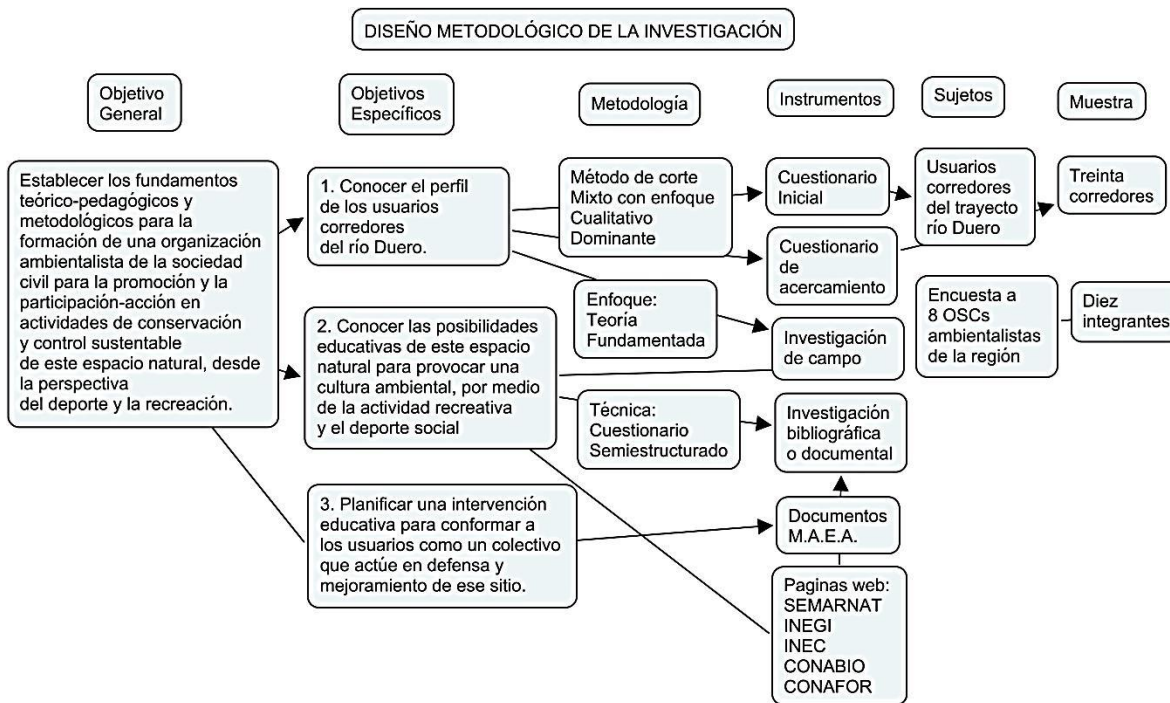 DISEÑO METODOLÓGICO DE LA INVESTIGACIÓN
Objetivo
General
Objetivos
Específicos
Metodología
Instrumentos
Sujetos
Muestra
Establecer los fundamentos
teórico-pedagógicos y
metodológicos para la
formación de una organización
ambientalista de la sociedad
civil para la promoción y la
participación-acción en
actividades de conservación
y control sustentable
de este espacio natural, desde
la perspectiva
del deporte y la recreación.
1. Conocer el perfil
de los usuarios
corredores
del río Duero.
2. Conocer las posibilidades
educativas de este espacio
natural para provocar una
cultura ambiental, por medio
de la actividad recreativa
y el deporte social
3. Planificar una intervención
educativa para conformar a
los usuarios como un colectivo
que actúe en defensa y
mejoramiento de ese sitio.
Método de corte
Mixto con enfoque
Cualitativo
Dominante
Enfoque:
Teoría
Fundamentada
Técnica:
Cuestionario
Semiestructurado
Cuestionario
Inicial
Cuestionario
de
acercamiento
Investigación
de campo
Investigación
bibliográfica
o documental
Documentos
M.A.E.A.
Paginas web:
SEMARNAT
INEGI
INEC
CONABIO
CONAFOR
Usuarios
corredores
del trayecto
río Duero
Encuesta a
8 OSCs
ambientalistas
de la región
Treinta
corredores
Diez
integrantes